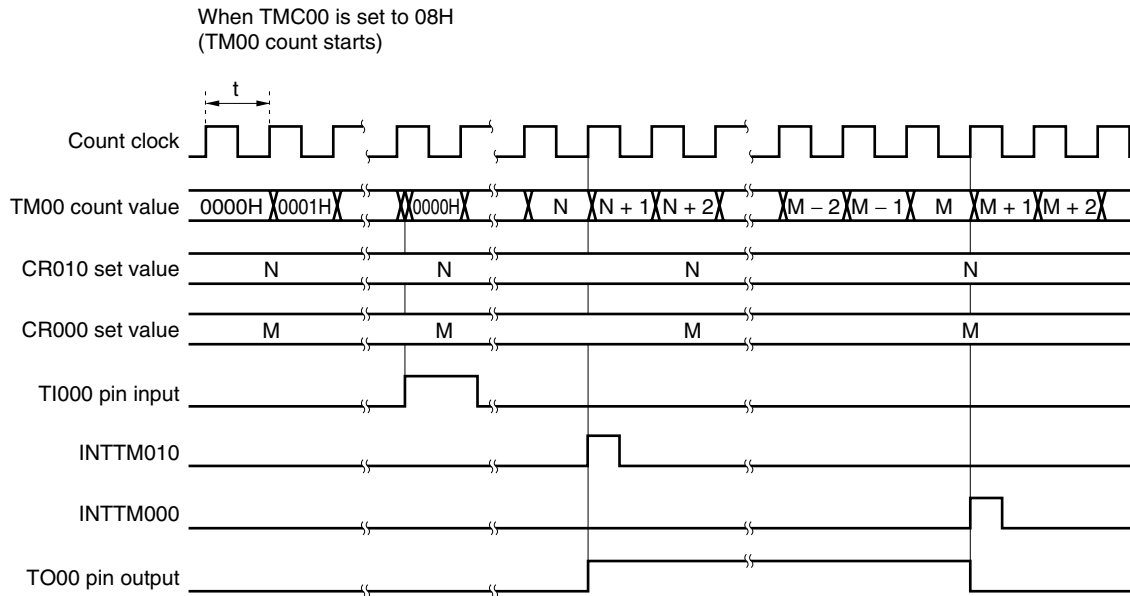 When TMC00 is set to 08H
(TM00 count starts)
t
Count clock
TM00 count value 0000H 0001H 0000H N N + 1 N + 2 M − 2 M − 1 M M + 1 M + 2
CR010 set value N N N N
CR000 set value M M M M
TI000 pin input
INTTM010
INTTM000
TO00 pin output